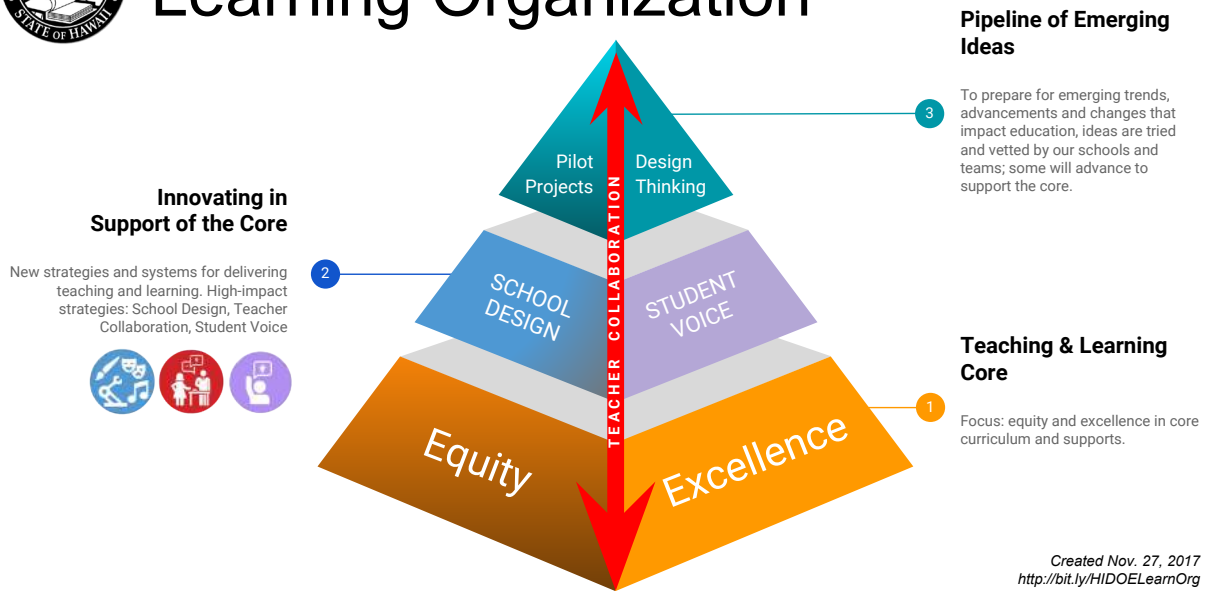 Learning Organization
STATE OF HAWAII
Pipeline of Emerging
Ideas
To prepare for emerging trends,
advancements and changes that
impact education, ideas are tried
and vetted by our schools and
teams; some will advance to
support the core.
3
Pilot
Projects
Design
Thinking
Innovating in
Support of the Core
New strategies and systems for delivering
teaching and learning. High-impact
strategies: School Design, Teacher
Collaboration, Student Voice
2
SCHOOL
DESIGN
STUDENT
VOICE
TEACHER COLLABORATION
Teaching & Learning
Core
Focus: equity and excellence in core
curriculum and supports.
1
Equity
Excellence
Created Nov. 27, 2017
http://bit.ly/HIDOELearnOrg